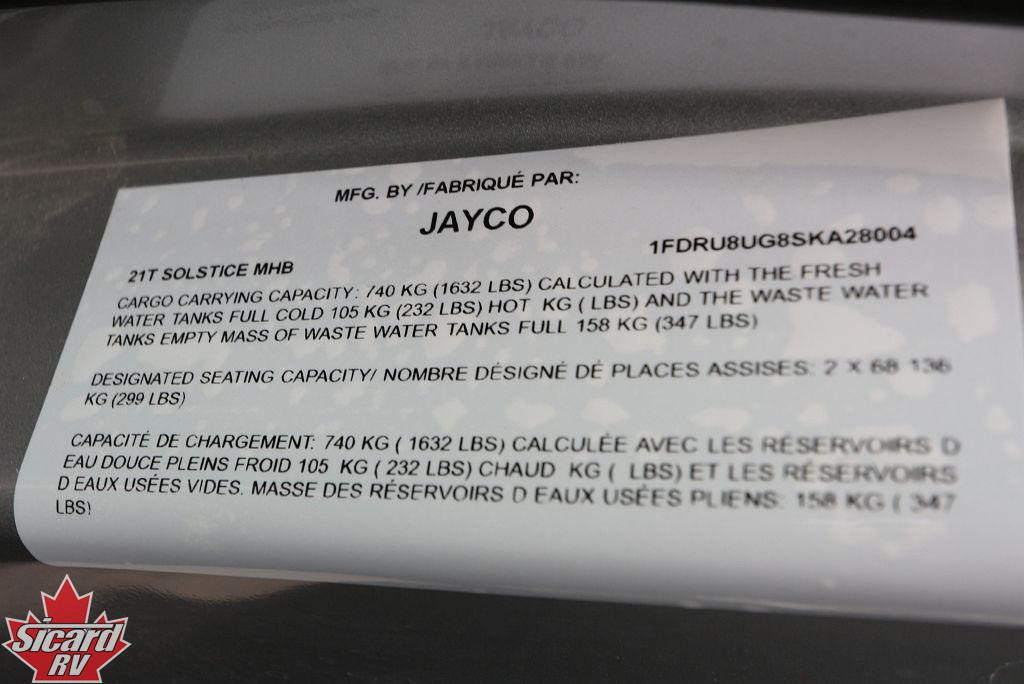 MFG. BY /FABRIQUÉ PAR:
JAYCO
1FDRU8UG8SKA28004
21T SOLSTICE MHB
CARGO CARRYING CAPACITY: 740 KG (1632 LBS) CALCULATED WITH THE FRESH
WATER TANKS FULL COLD 105 KG (232 LBS) HOT KG ( LBS) AND THE WASTE WATER
TANKS EMPTY MASS OF WASTE WATER TANKS FULL 158 KG (347 LBS)
DESIGNATED SEATING CAPACITY/ NOMBRE DÉSIGNÉ DÉ PLACES ASSISES: 2 X 68 136
KG (299 LBS)
CAPACITÉ DE CHARGEMENT: 740 KG ( 1632 LBS) CALCULÉE AVEC LES RÉSERVOIRS D
EAU DOUCE PLEINS FROID 105 KG ( 232 LBS) CHAUD KG ( LBS) ET LES RÉSERVOIRS
D EAUX USÉES VIDES. MASSE DES RÉSERVOIRS D EAUX USÉES PLIENS: 158 KG ( 347
LBS)
Sicard
RV